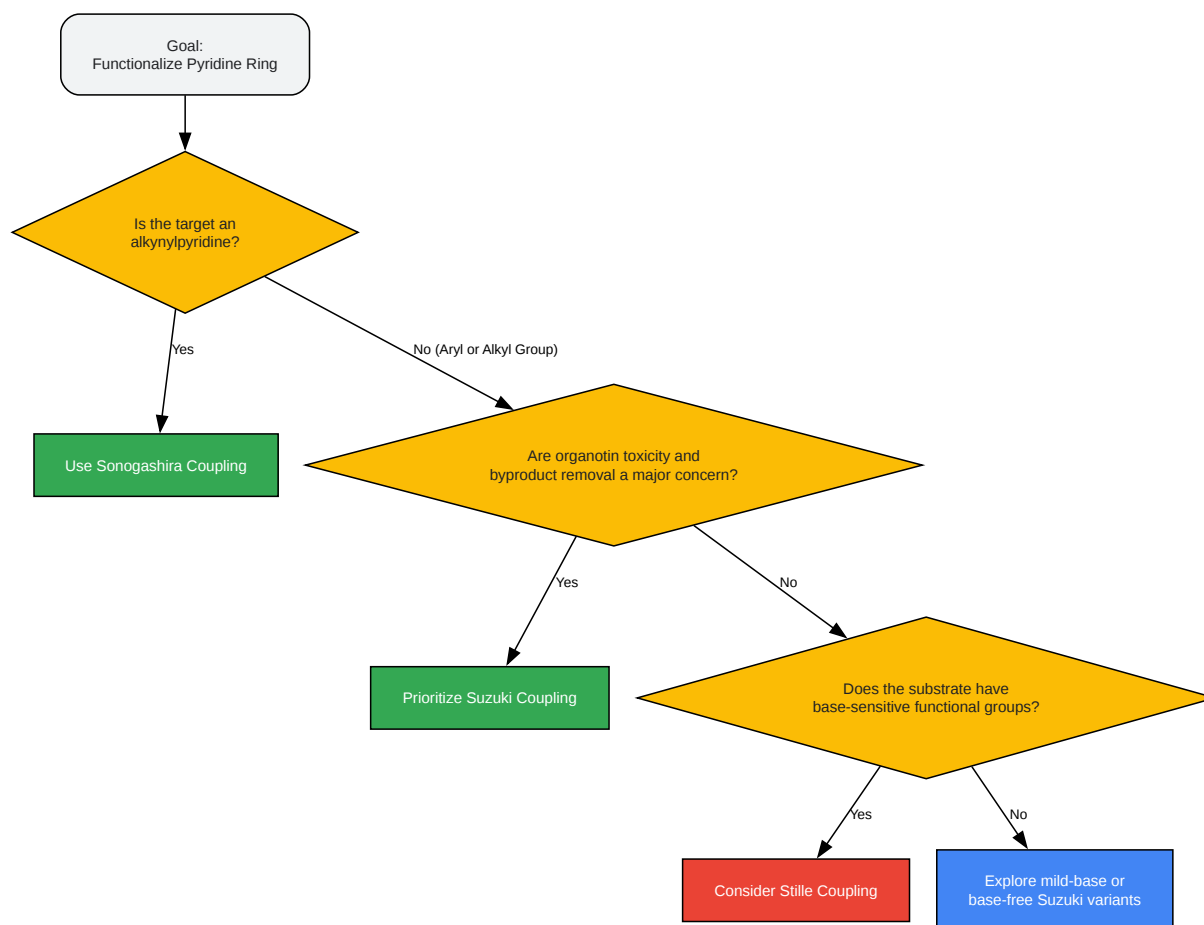 Goal:
Functionalize Pyridine Ring
Is the target an
alkynylpyridine?
Yes
No (Aryl or Alkyl Group)
Use Sonogashira Coupling
Are organotin toxicity and
byproduct removal a major concern?
Yes
No
Prioritize Suzuki Coupling
Does the substrate have
base-sensitive functional groups?
Yes
No
Consider Stille Coupling
Explore mild-base or
base-free Suzuki variants